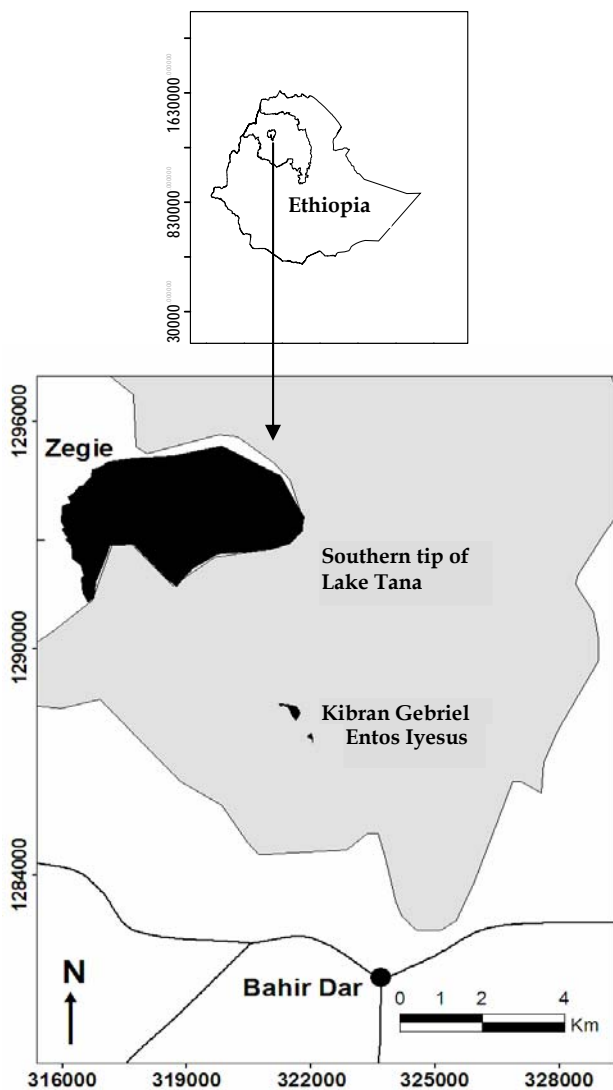 1630000
830000
30000
Ethiopia
1296000
1290000
1284000
Zegie
Southern tip of
Lake Tana
Kibran Gebriel
Entos Iyesus
N
Bahir Dar
0 1 2 4
Km
316000 319000 322000 325000 328000